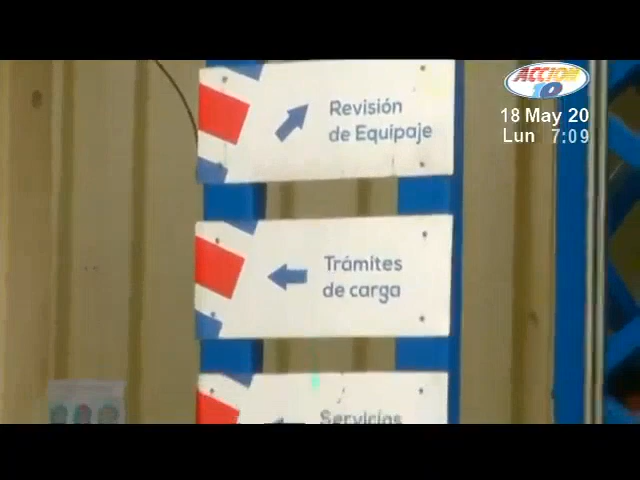 ACCION
10
18 May 20
Lun 7:09
Revisión
de Equipaje
Trámites
de carga
Servicios